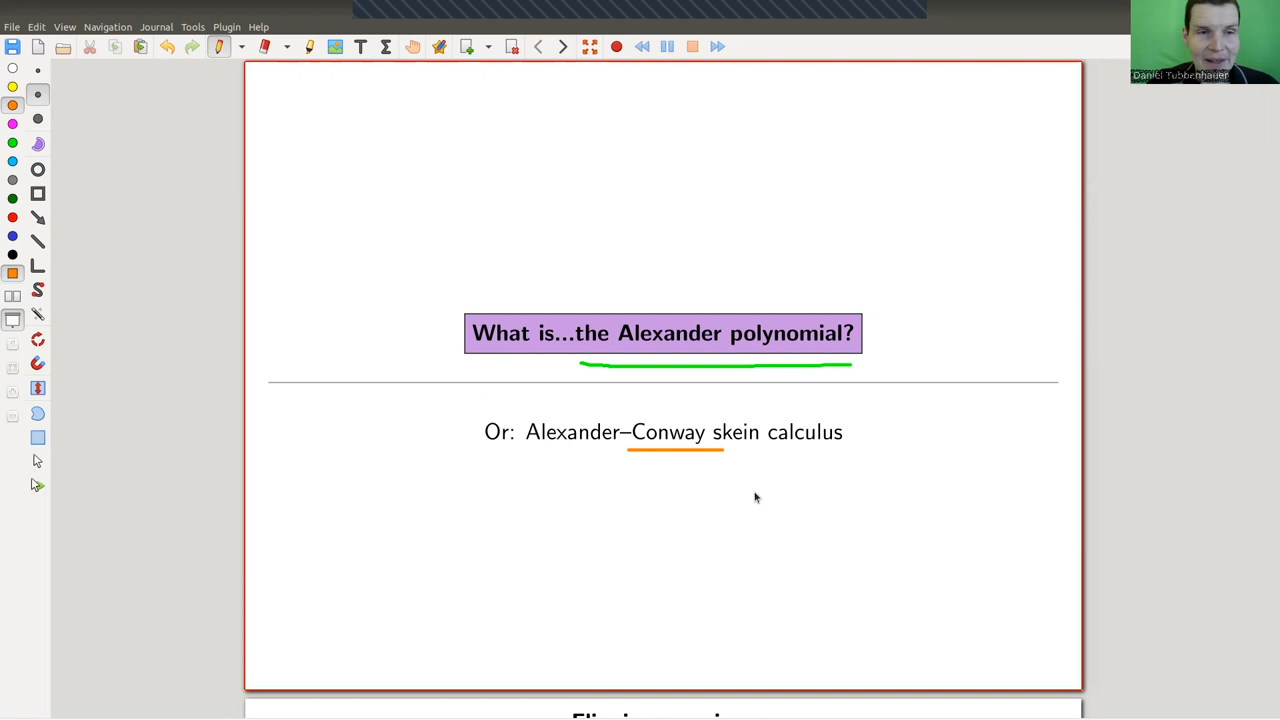 File Edit View Navigation Journal Tools Plugin Help
Daniel Tubbenhauer
What is...the Alexander polynomial?
Or: Alexander–Conway skein calculus